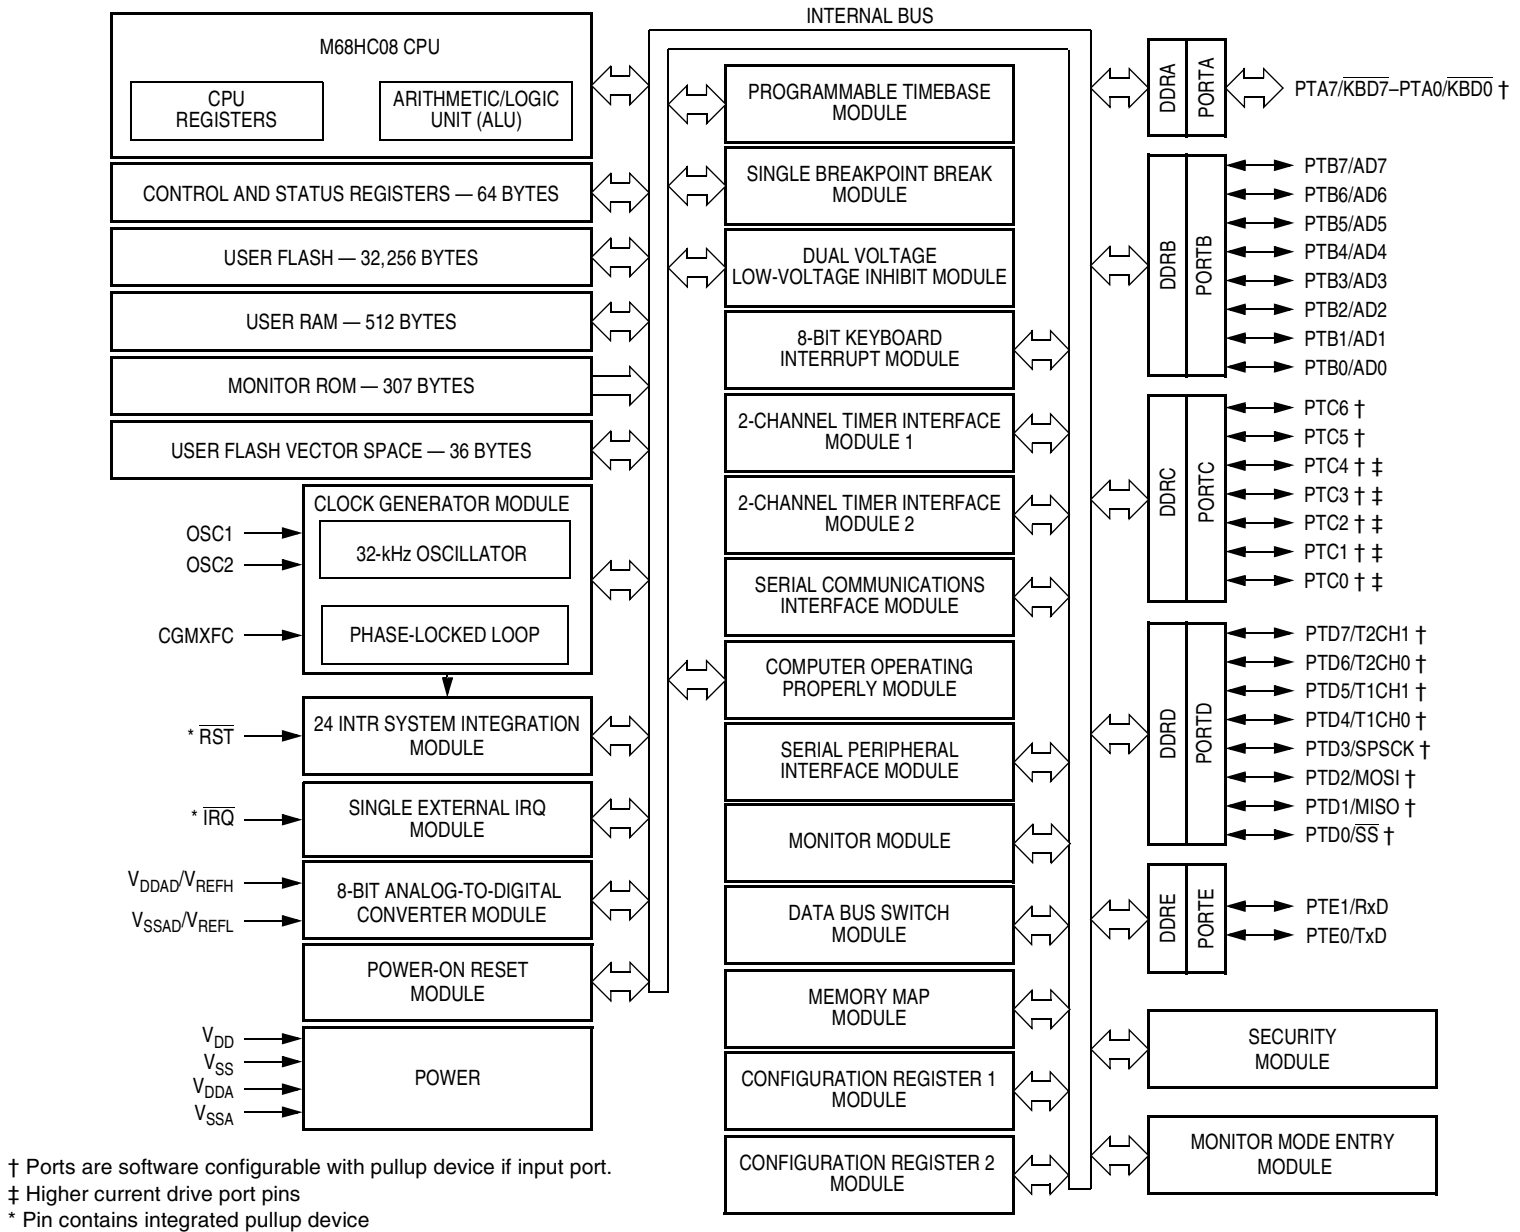 INTERNAL BUS
M68HC08 CPU
CPU
REGISTERS
ARITHMETIC/LOGIC
UNIT (ALU)
CONTROL AND STATUS REGISTERS — 64 BYTES
USER FLASH — 32,256 BYTES
USER RAM — 512 BYTES
MONITOR ROM — 307 BYTES
USER FLASH VECTOR SPACE — 36 BYTES
CLOCK GENERATOR MODULE
32-kHz OSCILLATOR
PHASE-LOCKED LOOP
OSC1
OSC2
CGMXFC
* RST
24 INTR SYSTEM INTEGRATION
MODULE
* IRQ
SINGLE EXTERNAL IRQ
MODULE
VDDAD/VREFH
VSSAD/VREFL
8-BIT ANALOG-TO-DIGITAL
CONVERTER MODULE
POWER-ON RESET
MODULE
VDD
VSS
VDDA
VSSA
POWER
PROGRAMMABLE TIMEBASE
MODULE
SINGLE BREAKPOINT BREAK
MODULE
DUAL VOLTAGE
LOW-VOLTAGE INHIBIT MODULE
8-BIT KEYBOARD
INTERRUPT MODULE
2-CHANNEL TIMER INTERFACE
MODULE 1
2-CHANNEL TIMER INTERFACE
MODULE 2
SERIAL COMMUNICATIONS
INTERFACE MODULE
COMPUTER OPERATING
PROPERLY MODULE
SERIAL PERIPHERAL
INTERFACE MODULE
MONITOR MODULE
DATA BUS SWITCH
MODULE
MEMORY MAP
MODULE
CONFIGURATION REGISTER 1
MODULE
CONFIGURATION REGISTER 2
MODULE
DDRA
PORTA
PTA7/KBD7–PTA0/KBD0 †
DDRB
PORTB
PTB7/AD7
PTB6/AD6
PTB5/AD5
PTB4/AD4
PTB3/AD3
PTB2/AD2
PTB1/AD1
PTB0/AD0
DDRC
PORTC
PTC6 †
PTC5 †
PTC4 † ‡
PTC3 † ‡
PTC2 † ‡
PTC1 † ‡
PTC0 † ‡
DDRD
PORTD
PTD7/T2CH1 †
PTD6/T2CH0 †
PTD5/T1CH1 †
PTD4/T1CH0 †
PTD3/SPSCK †
PTD2/MOSI †
PTD1/MISO †
PTD0/SS †
DDRE
PORTE
PTE1/RxD
PTE0/TxD
SECURITY
MODULE
MONITOR MODE ENTRY
MODULE
† Ports are software configurable with pullup device if input port.
‡ Higher current drive port pins
* Pin contains integrated pullup device